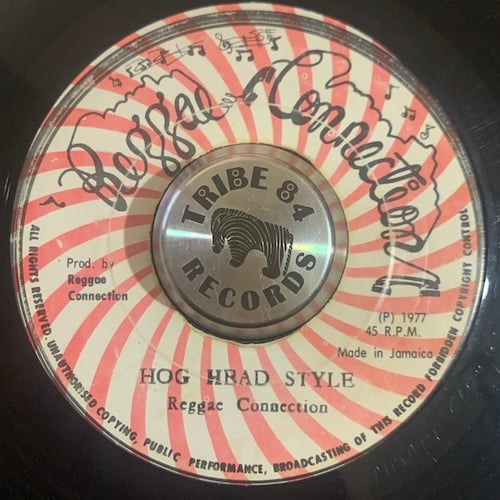 Reggae Connection
TRIBE 84
RECORDS
Prod. by
Reggae
Connection
(P) 1977
45 R.P.M.
Made in Jamaica
HOG HEAD STYLE
Reggae Connection
ALL RIGHTS RESERVED. UNAUTHORISED COPYING, PUBLIC PERFORMANCE, BROADCASTING OF THIS RECORD FORBIDDEN COPYRIGHT CONTROL